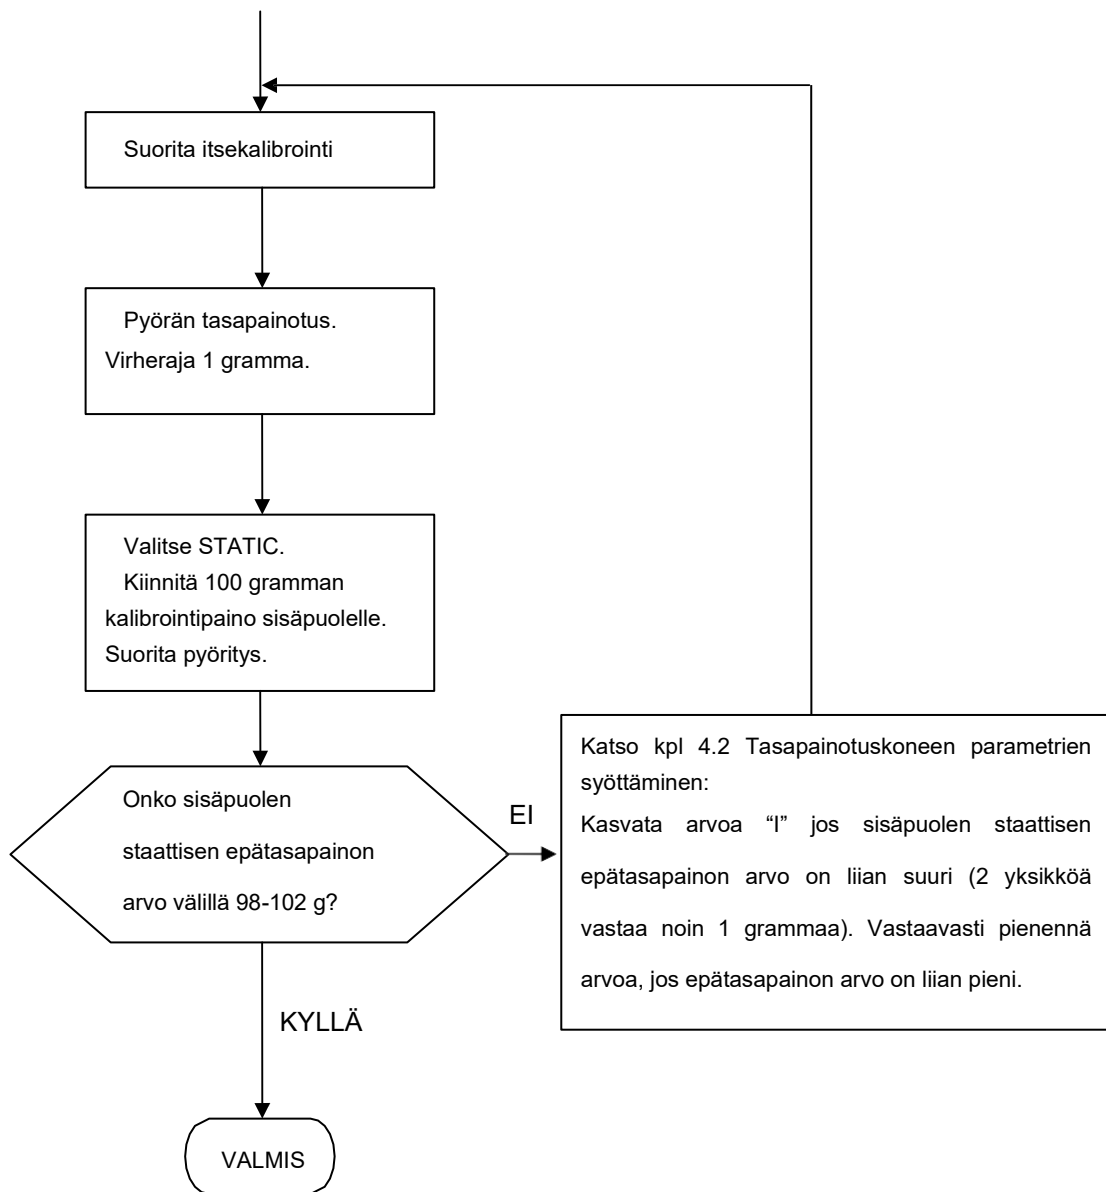 Suorita itsekalibrointi
Pyörän tasapainotus.
Virheraja 1 gramma.
Valitse STATIC.
Kiinnitä 100 gramman
kalibrointipaino sisäpuolelle.
Suorita pyöritys.
Onko sisäpuolen
staattisen epätasapainon
arvo välillä 98-102 g?
EI
Katso kpl 4.2 Tasapainotuskoneen parametrien
syöttäminen:
Kasvata arvoa “I” jos sisäpuolen staattisen
epätasapainon arvo on liian suuri (2 yksikköä
vastaa noin 1 grammaa). Vastaavasti pienennä
arvoa, jos epätasapainon arvo on liian pieni.
KYLLÄ
VALMIS